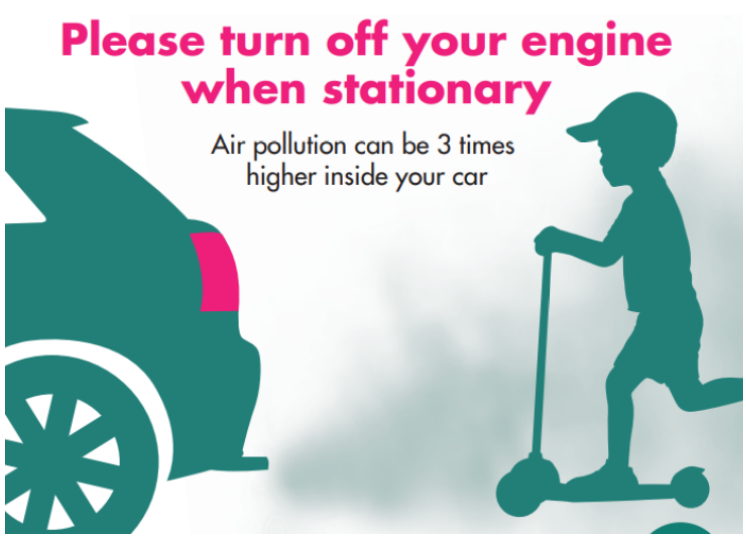 Please turn off your engine
when stationary
Air pollution can be 3 times
higher inside your car